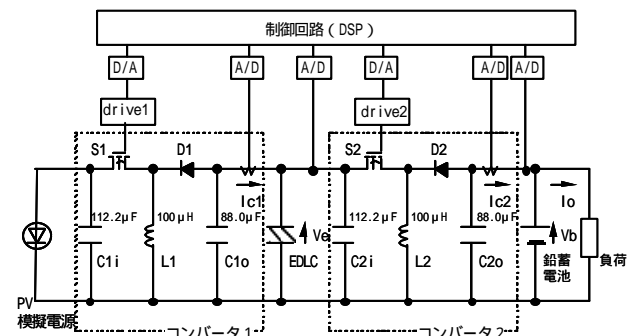 制御回路(DSP)
D/A
A/D
D/A
A/D
A/D
drive1
drive2
S1
D1
S2
D2
Ic1
Ic2
Io
112.2μF
100μH
88.0μF
Ve
112.2μF
100μH
88.0μF
Vb
C1i
L1
C1o
EDLC
C2i
L2
C2o
鉛蓄
電池
負荷
PV
模擬電源
コンバータ1
コンバータ2